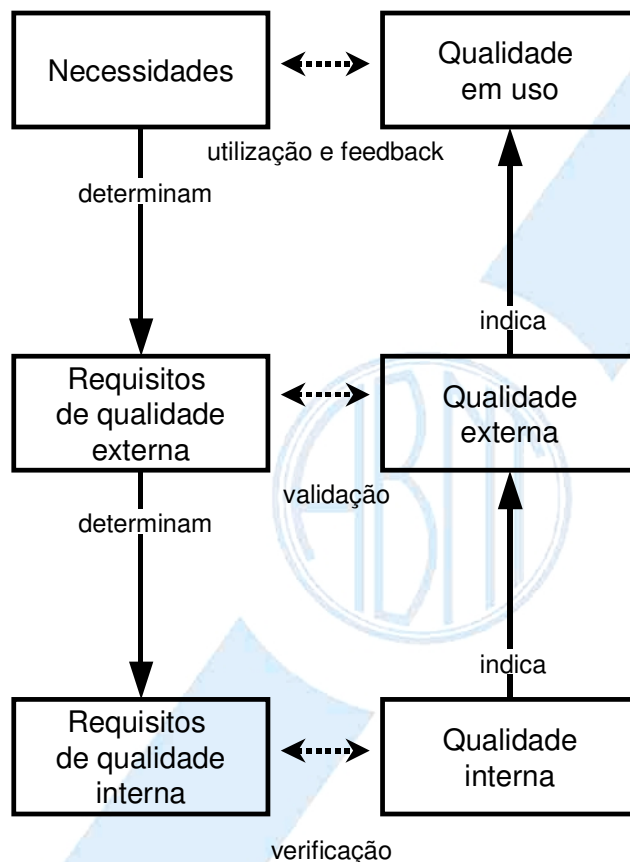 Necessidades
Qualidade
em uso
utilização e feedback
determinam
indica
Requisitos
de qualidade
externa
Qualidade
externa
validação
determinam
indica
Requisitos
de qualidade
interna
Qualidade
interna
verificação
ABNT